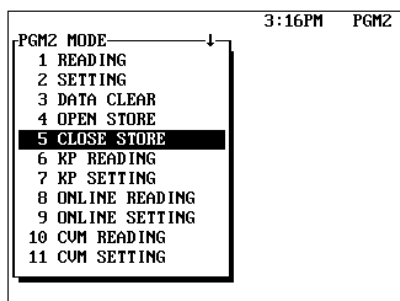 3:16PM PGM2
PGM2 MODE ↓
1 READING
2 SETTING
3 DATA CLEAR
4 OPEN STORE
5 CLOSE STORE
6 KP READING
7 KP SETTING
8 ONLINE READING
9 ONLINE SETTING
10 CVM READING
11 CVM SETTING